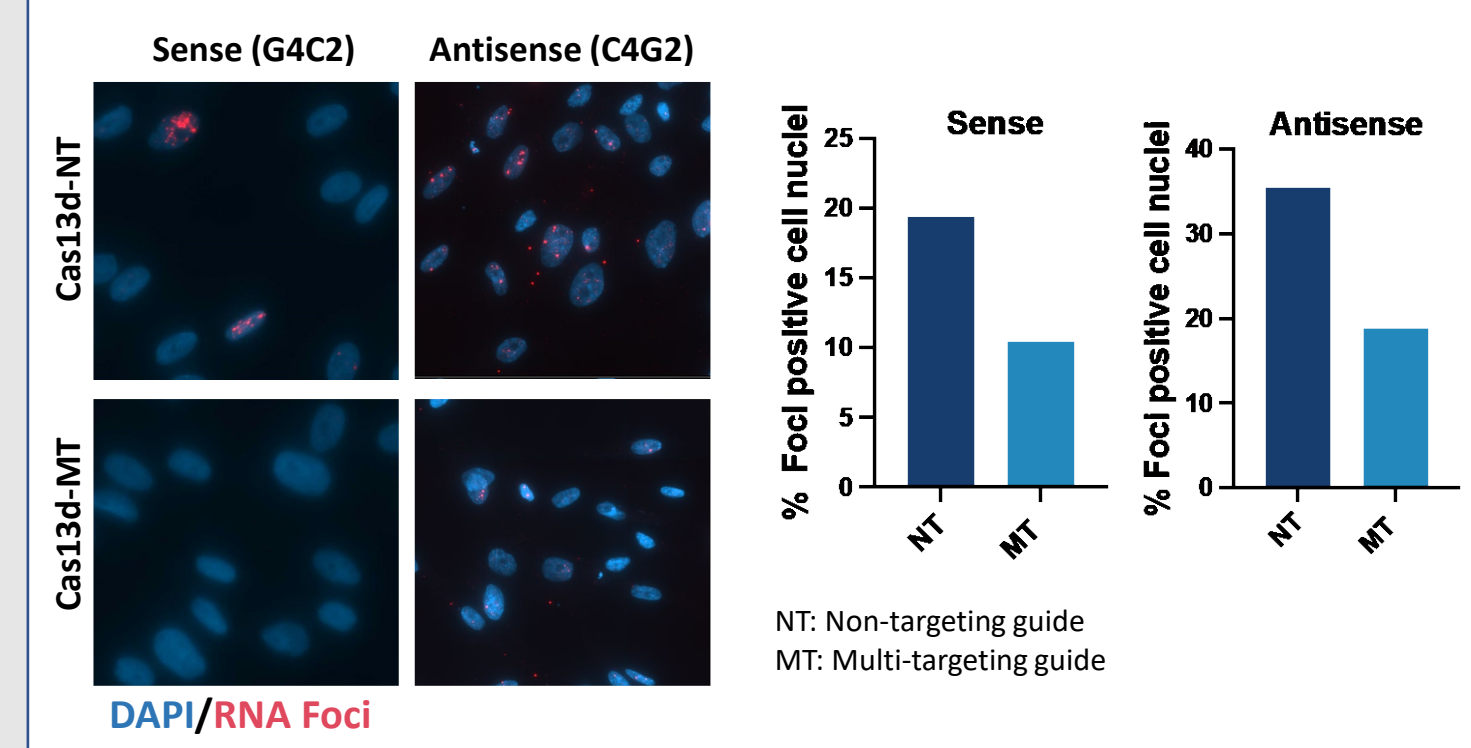 Sense (G4C2)
Antisense (C4G2)
Cas13d-NT
Cas13d-MT
DAPI/RNA Foci
Sense
% Foci positive cell nuclei
25
20
15
10
5
0
NT
MT
Antisense
% Foci positive cell nuclei
40
30
20
10
0
NT
MT
NT: Non-targeting guide
MT: Multi-targeting guide